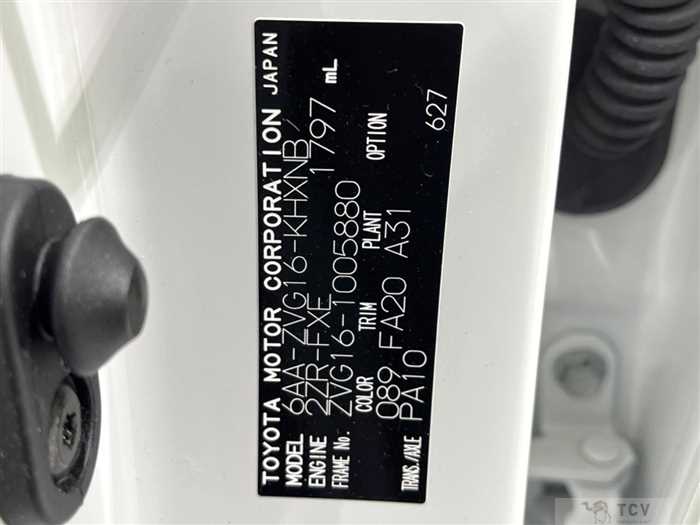 TOYOTA MOTOR CORPORATION JAPAN
MODEL 6AA-ZVG16-KHXNB/
ENGINE 2ZR-FXE 1797 mL
FRAME No. ZVG16-1005880
COLOR TRIM PLANT OPTION
089 FA20 A31
TRANS./AXLE PA10 627
TCV